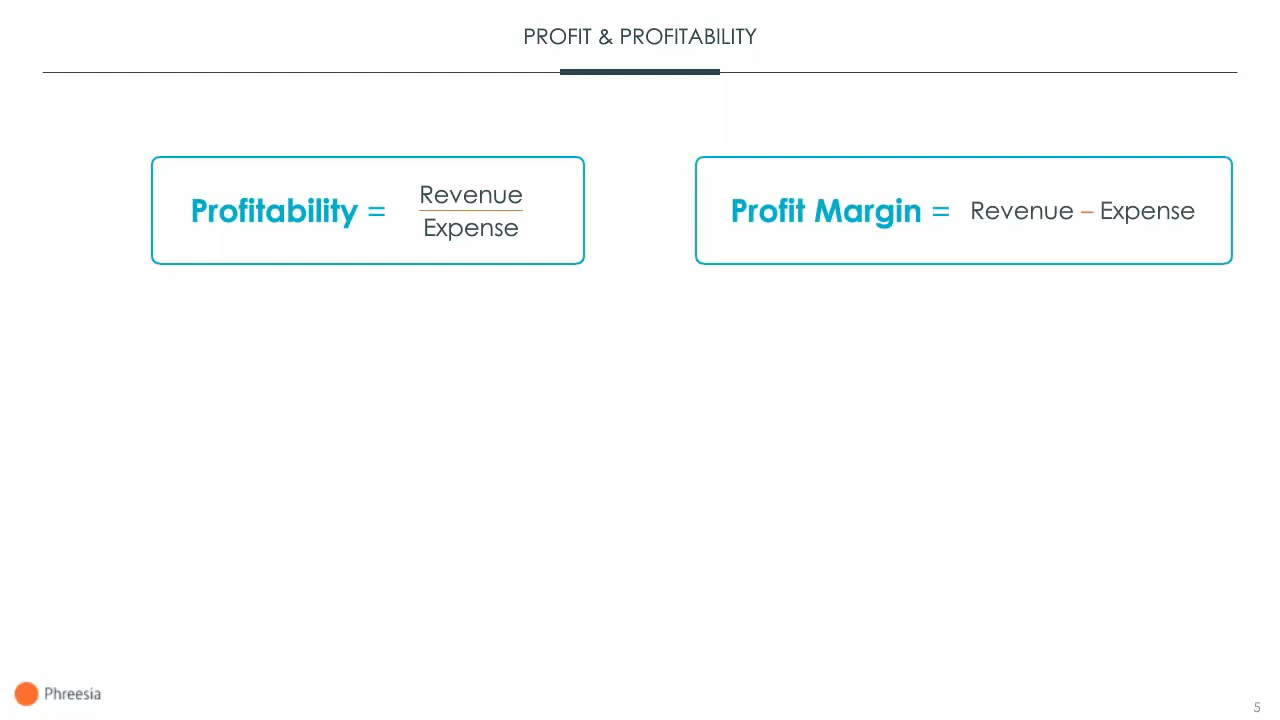 PROFIT & PROFITABILITY
Profitability = Revenue
Expense
Profit Margin = Revenue – Expense
Phreesia
5